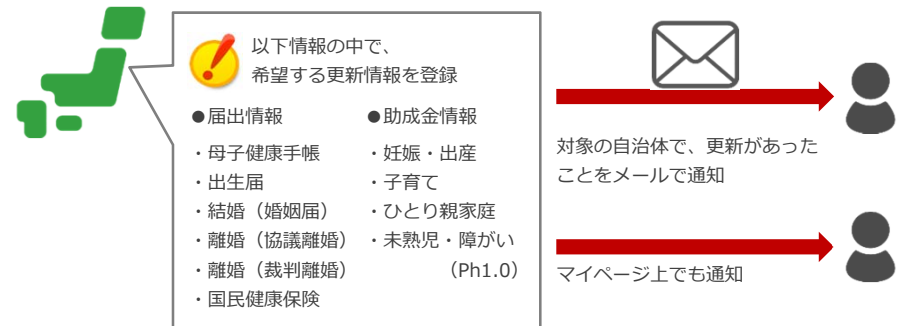 以下情報の中で、
希望する更新情報を登録
●届出情報
・母子健康手帳
・出生届
・結婚（婚姻届）
・離婚（協議離婚）
・離婚（裁判離婚）
・国民健康保険
●助成金情報
・妊娠・出産
・子育て
・ひとり親家庭
・未熟児・障がい
（Ph1.0）
対象の自治体で、更新があった
ことをメールで通知
マイページ上でも通知